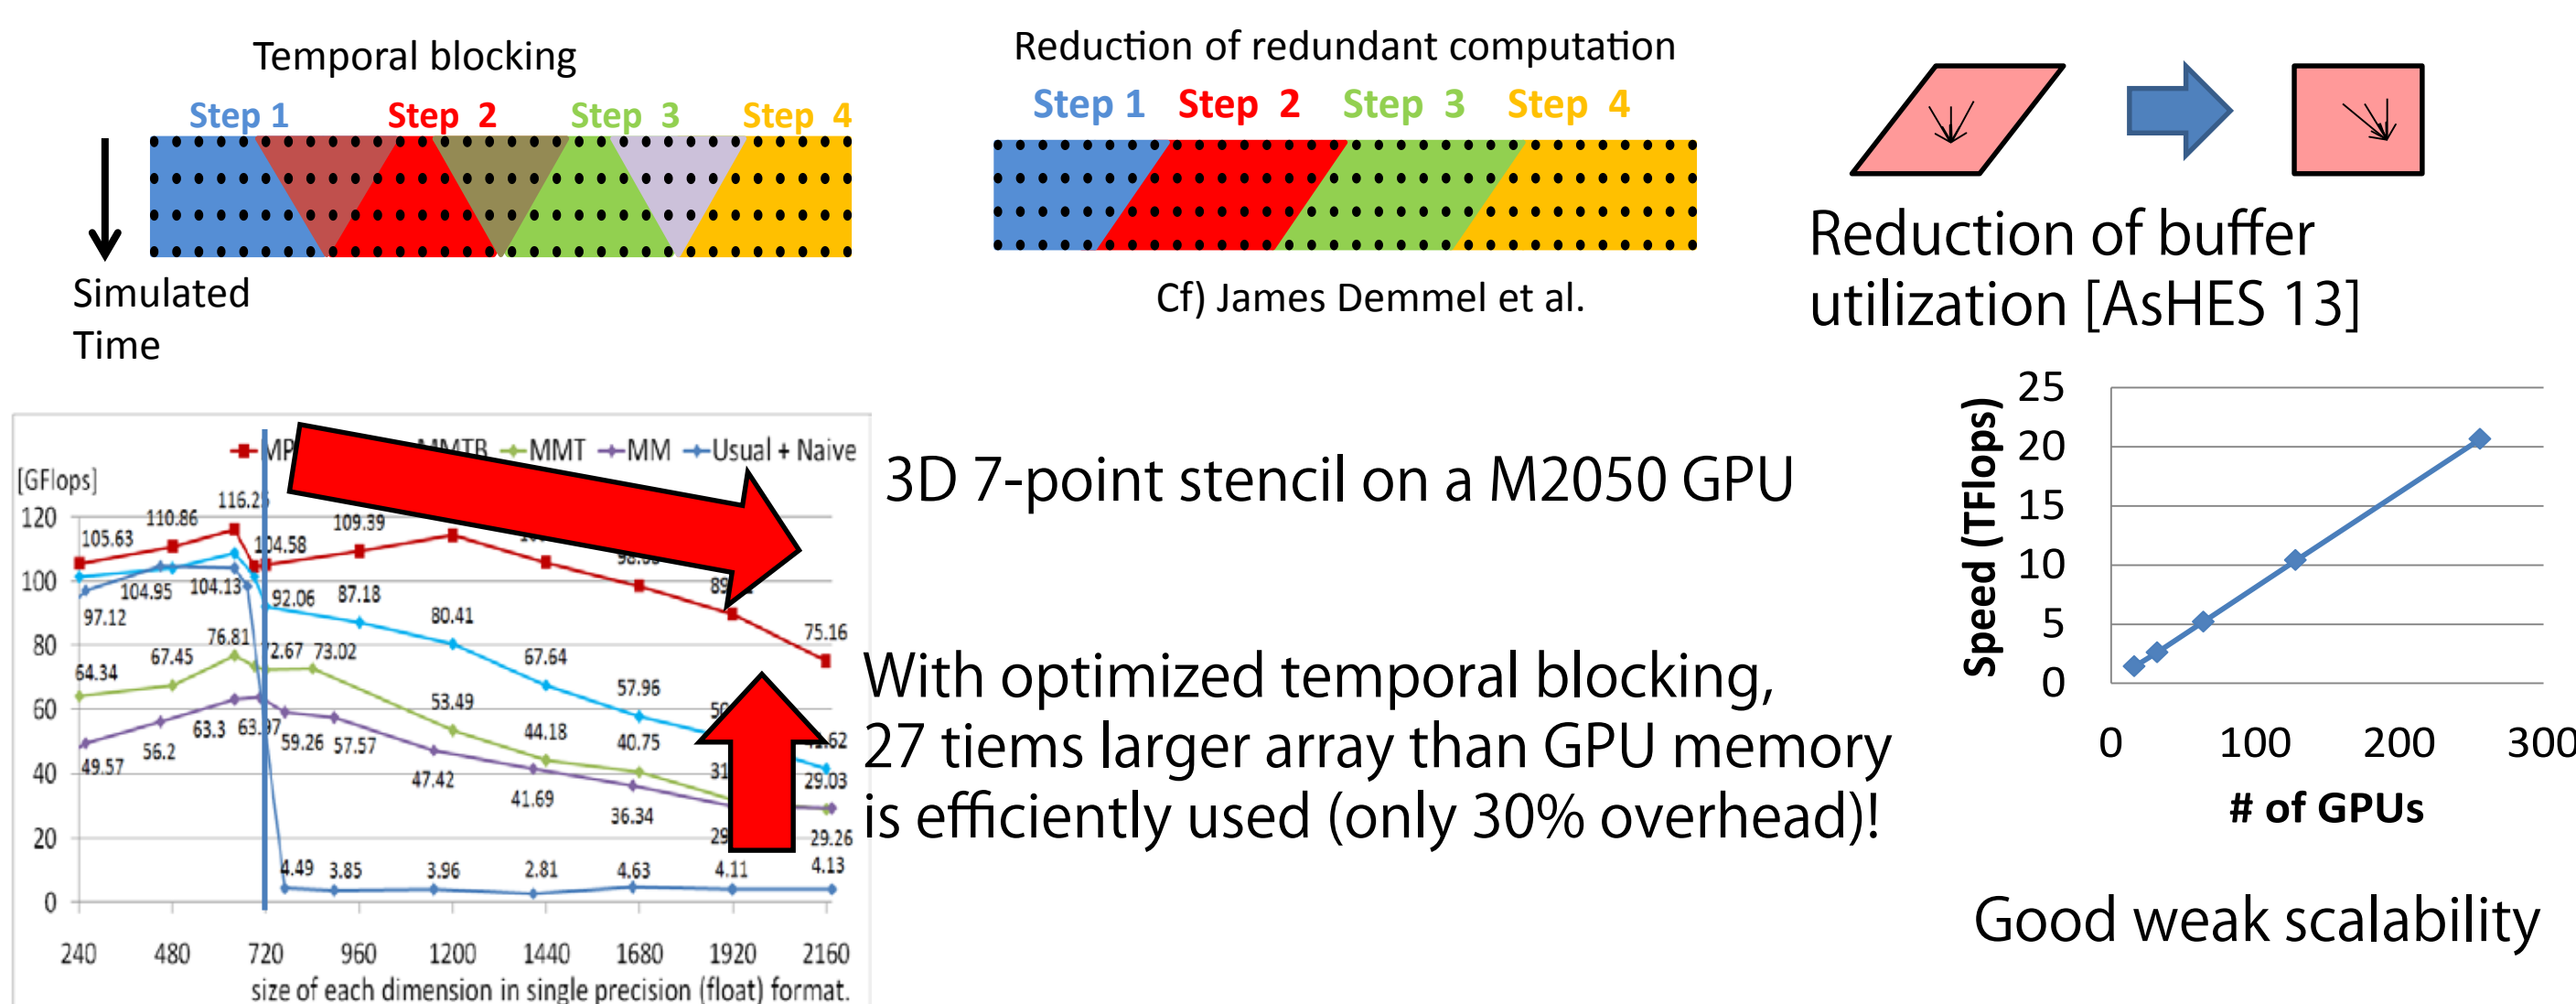 Temporal blocking
Step 1 Step 2 Step 3 Step 4
Simulated
Time
Reduction of redundant computation
Step 1 Step 2 Step 3 Step 4
Cf) James Demmel et al.
Reduction of buffer
utilization [AsHES 13]
MMT MM Usual + Naive
[GFlops]
120
100
80
60
40
20
0
105.63 110.86 109.39 75.16
97.12 104.95 104.13 92.06 87.18 80.41 67.64 57.96
64.34 67.45 76.81 73.02 53.49 44.18 40.75 29.03
49.57 56.2 63.3 59.26 57.57 47.42 41.69 36.34 29.26
4.49 3.85 3.96 2.81 4.63 4.11 4.13
240 480 720 960 1200 1440 1680 1920 2160
size of each dimension in single precision (float) format.
3D 7-point stencil on a M2050 GPU
With optimized temporal blocking,
27 tiems larger array than GPU memory
is efficiently used (only 30% overhead)!
Speed (TFlops)
25
20
15
10
5
0
0 100 200 300
# of GPUs
Good weak scalability